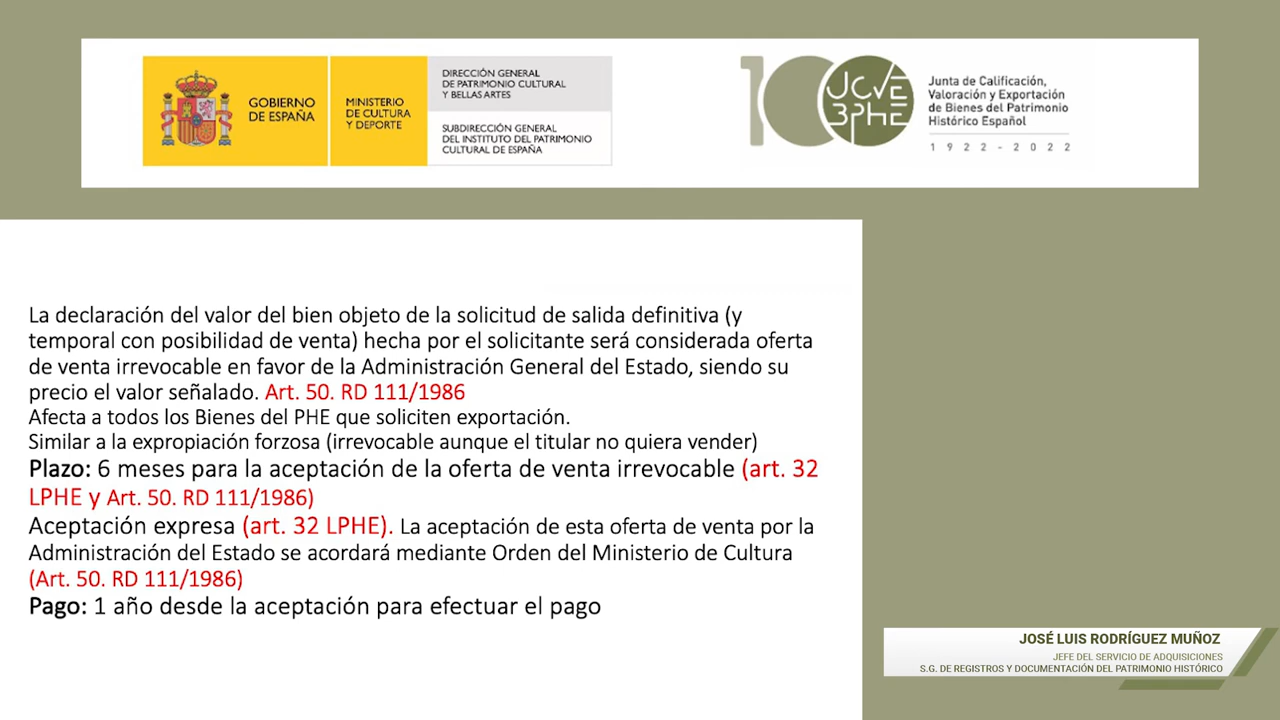 GOBIERNO
DE ESPAÑA
MINISTERIO
DE CULTURA
Y DEPORTE
DIRECCIÓN GENERAL
DE PATRIMONIO CULTURAL
Y BELLAS ARTES
SUBDIRECCIÓN GENERAL
DEL INSTITUTO DEL PATRIMONIO
CULTURAL DE ESPAÑA
100
JCVE
BPHE
Junta de Calificación,
Valoración y Exportación
de Bienes del Patrimonio
Histórico Español
1922-2022
La declaración del valor del bien objeto de la solicitud de salida definitiva (y
temporal con posibilidad de venta) hecha por el solicitante será considerada oferta
de venta irrevocable en favor de la Administración General del Estado, siendo su
precio el valor señalado. Art. 50. RD 111/1986
Afecta a todos los Bienes del PHE que soliciten exportación.
Similar a la expropiación forzosa (irrevocable aunque el titular no quiera vender)
Plazo: 6 meses para la aceptación de la oferta de venta irrevocable (art. 32
LPHE y Art. 50. RD 111/1986)
Aceptación expresa (art. 32 LPHE). La aceptación de esta oferta de venta por la
Administración del Estado se acordará mediante Orden del Ministerio de Cultura
(Art. 50. RD 111/1986)
Pago: 1 año desde la aceptación para efectuar el pago
JOSÉ LUIS RODRÍGUEZ MUÑOZ
JEFE DEL SERVICIO DE ADQUISICIONES
S.G. DE REGISTROS Y DOCUMENTACIÓN DEL PATRIMONIO HISTÓRICO